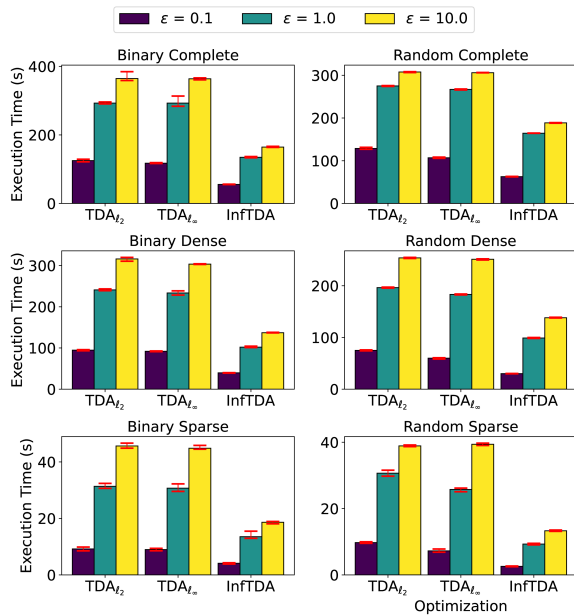 ε = 0.1 ε = 1.0 ε = 10.0
Binary Complete
Execution Time (s)
400
200
0
TDAℓ₂ TDAℓ∞ InfTDA
Random Complete
300
200
100
0
TDAℓ₂ TDAℓ∞ InfTDA
Binary Dense
Execution Time (s)
300
200
100
0
TDAℓ₂ TDAℓ∞ InfTDA
Random Dense
200
100
0
TDAℓ₂ TDAℓ∞ InfTDA
Binary Sparse
Execution Time (s)
40
20
0
TDAℓ₂ TDAℓ∞ InfTDA
Random Sparse
40
20
0
TDAℓ₂ TDAℓ∞ InfTDA
Optimization